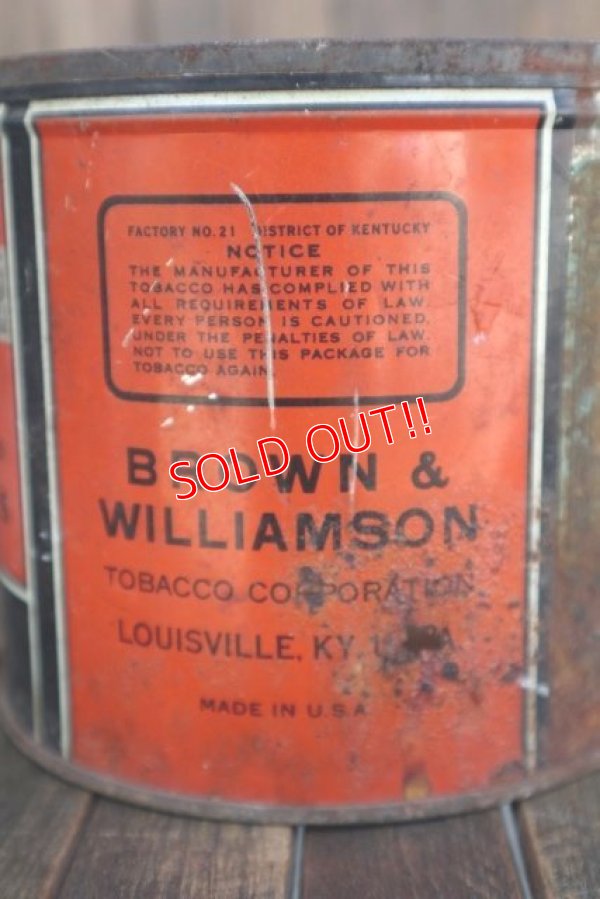 FACTORY NO. 21 DISTRICT OF KENTUCKY
NOTICE
THE MANUFACTURER OF THIS
TOBACCO HAS COMPLIED WITH
ALL REQUIREMENTS OF LAW.
EVERY PERSON IS CAUTIONED,
UNDER THE PENALTIES OF LAW,
NOT TO USE THIS PACKAGE FOR
TOBACCO AGAIN.
SOLD OUT!!
BROWN &
WILLIAMSON
TOBACCO CORPORATION
LOUISVILLE, KY. U.S.A
MADE IN U.S.A